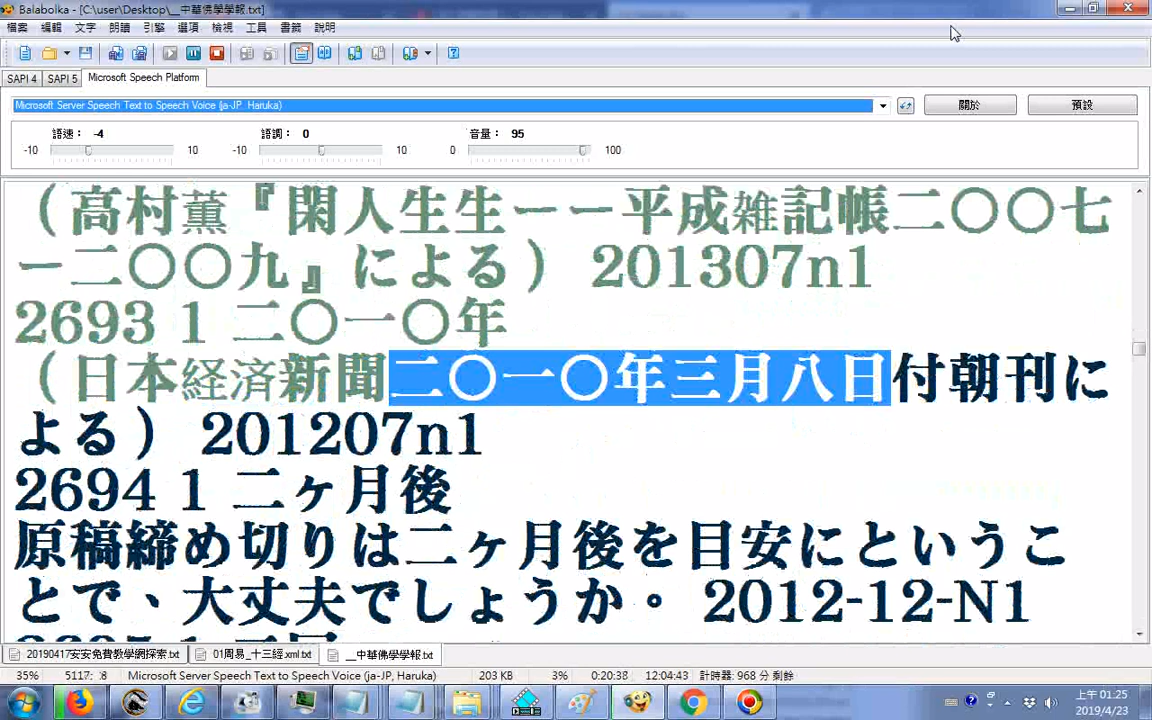 Balabolka - [C:\user\Desktop\__中華佛學學報.txt]
檔案 編輯 文字 朗讀 引擎 選項 檢視 工具 書籤 說明
SAPI 4 SAPI 5 Microsoft Speech Platform
Microsoft Server Speech Text to Speech Voice (ja-JP, Haruka) 關於 預設
語速： -4 語調： 0 音量： 95
-10 10 -10 10 0 100
（高村薫『閑人生生ーー平成雑記帳二〇〇七
ー二〇〇九』による） 201307n1
2693 1 二〇一〇年
（日本経済新聞二〇一〇年三月八日付朝刊に
よる） 201207n1
2694 1 二ヶ月後
原稿締め切りは二ヶ月後を目安にというこ
とで、大丈夫でしょうか。 2012-12-N1
20190417安安免費教學網探索.txt 01周易_十三經.xml.txt __中華佛學學報.txt
35% Microsoft Server Speech Text to Speech Voice (ja-JP, Haruka) 203 KB 3% 0:20:38 12:04:43 計時器: 968 分 剩餘
上午 01:25
2019/4/23